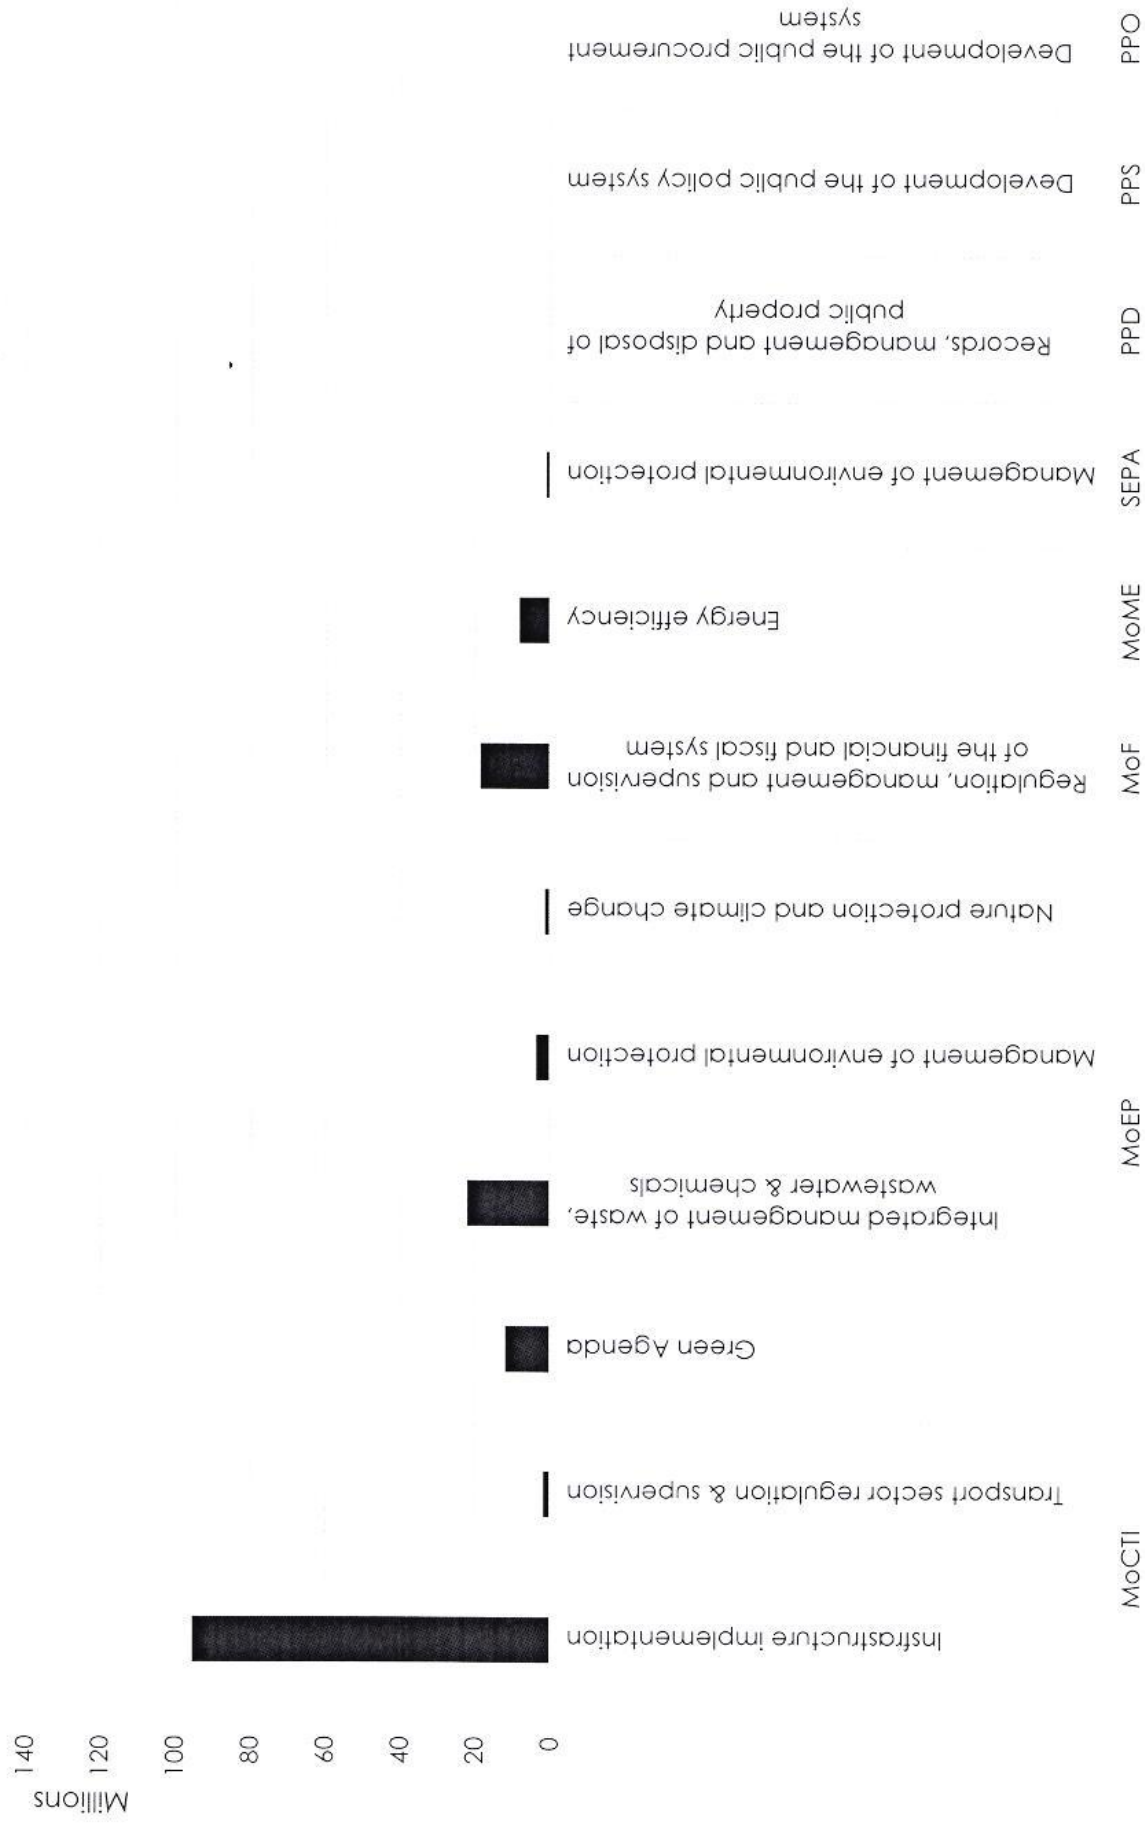 Millions
140
120
100
80
60
40
20
0
Insfrastructure implementation
Transport sector regulation & supervision
Green Agenda
Integrated management of waste,
wastewater & chemicals
Management of environmental protection
Nature protection and climate change
Regulation, management and supervision
of the financial and fiscal system
Energy efficiency
Management of environmental protection
Records, management and disposal of
public property
Development of the public policy system
Development of the public procurement
system
MoCTI
MoEP
MoF
MoME
SEPA
PPD
PPS
PPO